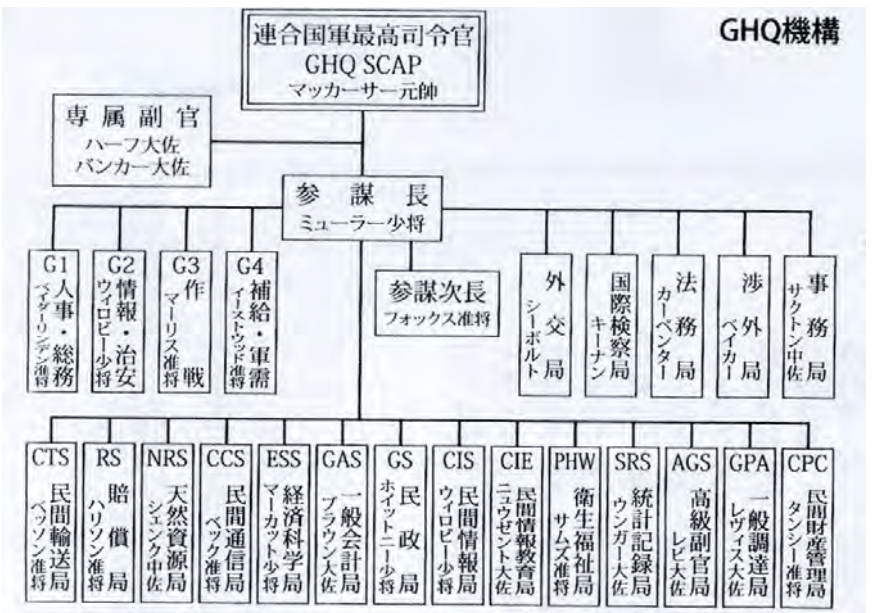 GHQ機構
連合国軍最高司令官
GHQ SCAP
マッカーサー元帥
専属副官
ハーフ大佐
バンカー大佐
参謀長
ミューラー少将
G1
人事・総務
ベイダーリンデン准将
G2
情報・治安
ウィロビー少将
G3
作戦
マーリス准将
G4
補給・軍需
イーストウッド准将
参謀次長
フォックス准将
外交局
シーボルト
国際検察局
キーナン
法務局
カーペンター
渉外局
ベイカー
事務局
サクトン中佐
CTS
民間輸送局
ベッソン准将
RS
賠償局
ハリソン准将
NRS
天然資源局
シェンク中佐
CCS
民間通信局
ベック准将
ESS
経済科学局
マーカット少将
GAS
一般会計局
ブラウン大佐
GS
民政局
ホイットニー少将
CIS
民間情報局
ウィロビー少将
CIE
民間情報教育局
ニュウゼント大佐
PHW
衛生福祉局
サムズ准将
SRS
統計記録局
ウンガー大佐
AGS
高級副官局
レビ大佐
GPA
一般調達局
レヴィス大佐
CPC
民間財産管理局
タンシー准将